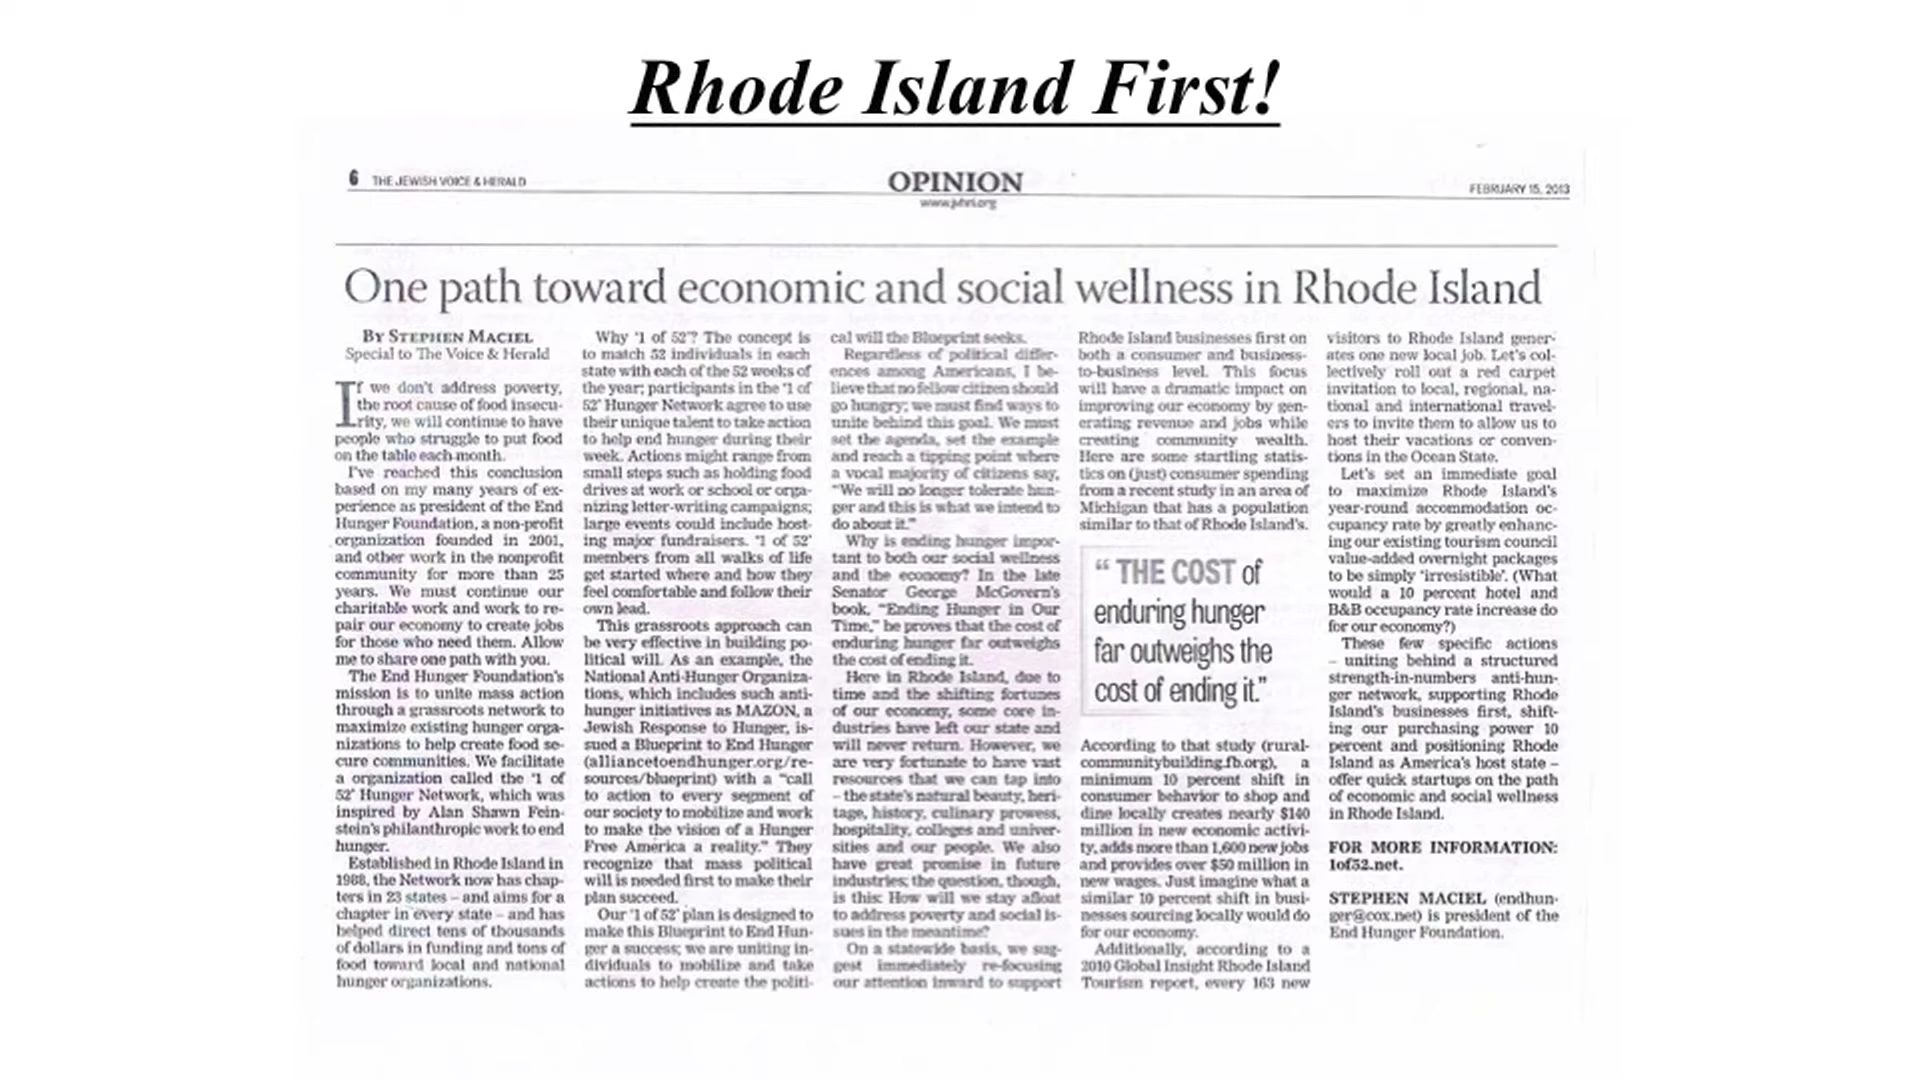 Rhode Island First!
6 THE JEWISH VOICE & HERALD
OPINION
FEBRUARY 15, 2013
www.jvhri.org
One path toward economic and social wellness in Rhode Island
BY STEPHEN MACIEL
Special to The Voice & Herald
If we don't address poverty,
the root cause of food insecu-
rity, we will continue to have
people who struggle to put food
on the table each month.
I've reached this conclusion
based on my many years of ex-
perience as president of the End
Hunger Foundation, a non-profit
organization founded in 2001,
and other work in the nonprofit
community for more than 25
years. We must continue our
charitable work and work to re-
pair our economy to create jobs
for those who need them. Allow
me to share one path with you.
The End Hunger Foundation's
mission is to unite mass action
through a grassroots network to
maximize existing hunger orga-
nizations to help create food se-
cure communities. We facilitate
a organization called the '1 of
52' Hunger Network, which was
inspired by Alan Shawn Fein-
stein's philanthropic work to end
hunger.
Established in Rhode Island in
1988, the Network now has chap-
ters in 23 states – and aims for a
chapter in every state – and has
helped direct tens of thousands
of dollars in funding and tons of
food toward local and national
hunger organizations.
Why '1 of 52'? The concept is
to match 52 individuals in each
state with each of the 52 weeks of
the year; participants in the '1 of
52' Hunger Network agree to use
their unique talent to take action
to help end hunger during their
week. Actions might range from
small steps such as holding food
drives at work or school or orga-
nizing letter-writing campaigns;
large events could include host-
ing major fundraisers. '1 of 52'
members from all walks of life
get started where and how they
feel comfortable and follow their
own lead.
This grassroots approach can
be very effective in building po-
litical will. As an example, the
National Anti-Hunger Organiza-
tions, which includes such anti-
hunger initiatives as MAZON, a
Jewish Response to Hunger, is-
sued a Blueprint to End Hunger
(alliancetoendhunger.org/re-
sources/blueprint) with a "call
to action to every segment of
our society to mobilize and work
to make the vision of a Hunger
Free America a reality." They
recognize that mass political
will is needed first to make their
plan succeed.
Our '1 of 52' plan is designed to
make this Blueprint to End Hun-
ger a success; we are uniting in-
dividuals to mobilize and take
actions to help create the politi-
cal will the Blueprint seeks.
Regardless of political differ-
ences among Americans, I be-
lieve that no fellow citizen should
go hungry; we must find ways to
unite behind this goal. We must
set the agenda, set the example
and reach a tipping point where
a vocal majority of citizens say,
"We will no longer tolerate hun-
ger and this is what we intend to
do about it."
Why is ending hunger impor-
tant to both our social wellness
and the economy? In the late
Senator George McGovern's
book, "Ending Hunger in Our
Time," he proves that the cost of
enduring hunger far outweighs
the cost of ending it.
Here in Rhode Island, due to
time and the shifting fortunes
of our economy, some core in-
dustries have left our state and
will never return. However, we
are very fortunate to have vast
resources that we can tap into
– the state's natural beauty, heri-
tage, history, culinary prowess,
hospitality, colleges and univer-
sities and our people. We also
have great promise in future
industries; the question, though,
is this: How will we stay afloat
to address poverty and social is-
sues in the meantime?
On a statewide basis, we sug-
gest immediately re-focusing
our attention inward to support
Rhode Island businesses first on
both a consumer and business-
to-business level. This focus
will have a dramatic impact on
improving our economy by gen-
erating revenue and jobs while
creating community wealth.
Here are some startling statis-
tics on (just) consumer spending
from a recent study in an area of
Michigan that has a population
similar to that of Rhode Island's.
" THE COST of
enduring hunger
far outweighs the
cost of ending it."
According to that study (rural-
communitybuilding.fb.org), a
minimum 10 percent shift in
consumer behavior to shop and
dine locally creates nearly $140
million in new economic activi-
ty, adds more than 1,600 new jobs
and provides over $50 million in
new wages. Just imagine what a
similar 10 percent shift in busi-
nesses sourcing locally would do
for our economy.
Additionally, according to a
2010 Global Insight Rhode Island
Tourism report, every 163 new
visitors to Rhode Island gener-
ates one new local job. Let's col-
lectively roll out a red carpet
invitation to local, regional, na-
tional and international travel-
ers to invite them to allow us to
host their vacations or conven-
tions in the Ocean State.
Let's set an immediate goal
to maximize Rhode Island's
year-round accommodation oc-
cupancy rate by greatly enhanc-
ing our existing tourism council
value-added overnight packages
to be simply 'irresistible'. (What
would a 10 percent hotel and
B&B occupancy rate increase do
for our economy?)
These few specific actions
– uniting behind a structured
strength-in-numbers anti-hun-
ger network, supporting Rhode
Island's businesses first, shift-
ing our purchasing power 10
percent and positioning Rhode
Island as America's host state –
offer quick startups on the path
of economic and social wellness
in Rhode Island.
FOR MORE INFORMATION:
1of52.net.
STEPHEN MACIEL (endhun-
ger@cox.net) is president of the
End Hunger Foundation.